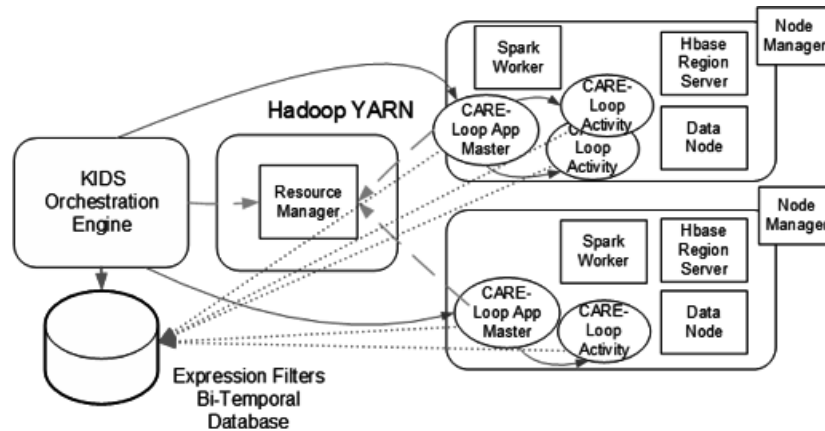 Node
Manager
Spark
Worker
Hbase
Region
Server
CARE-
Loop App
Master
CARE-
Loop
Activity
CARE-
Loop
Activity
Data
Node
Hadoop YARN
KIDS
Orchestration
Engine
Resource
Manager
Node
Manager
Spark
Worker
Hbase
Region
Server
CARE-
Loop App
Master
CARE-
Loop
Activity
Data
Node
Expression Filters
Bi-Temporal
Database